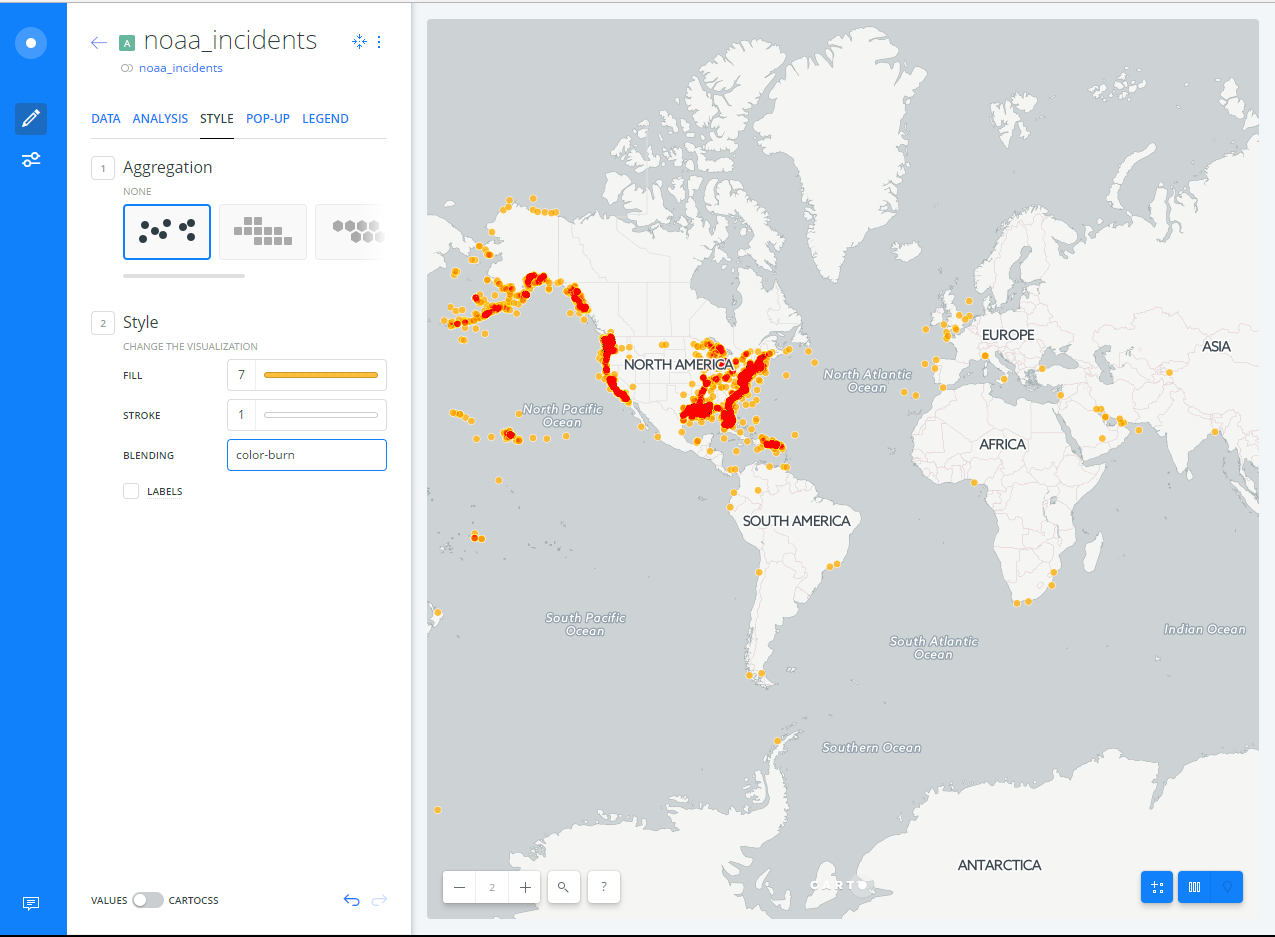 A noaa_incidents
noaa_incidents
DATA ANALYSIS STYLE POP-UP LEGEND
1 Aggregation
NONE
2 Style
CHANGE THE VISUALIZATION
FILL 7
STROKE 1
BLENDING color-burn
LABELS
VALUES CARTOCSS
EUROPE
ASIA
NORTH AMERICA
North Atlantic
Ocean
North Pacific
Ocean
AFRICA
SOUTH AMERICA
South Pacific
Ocean
Indian Ocean
South Atlantic
Ocean
Southern Ocean
ANTARCTICA
CARTO
2
?